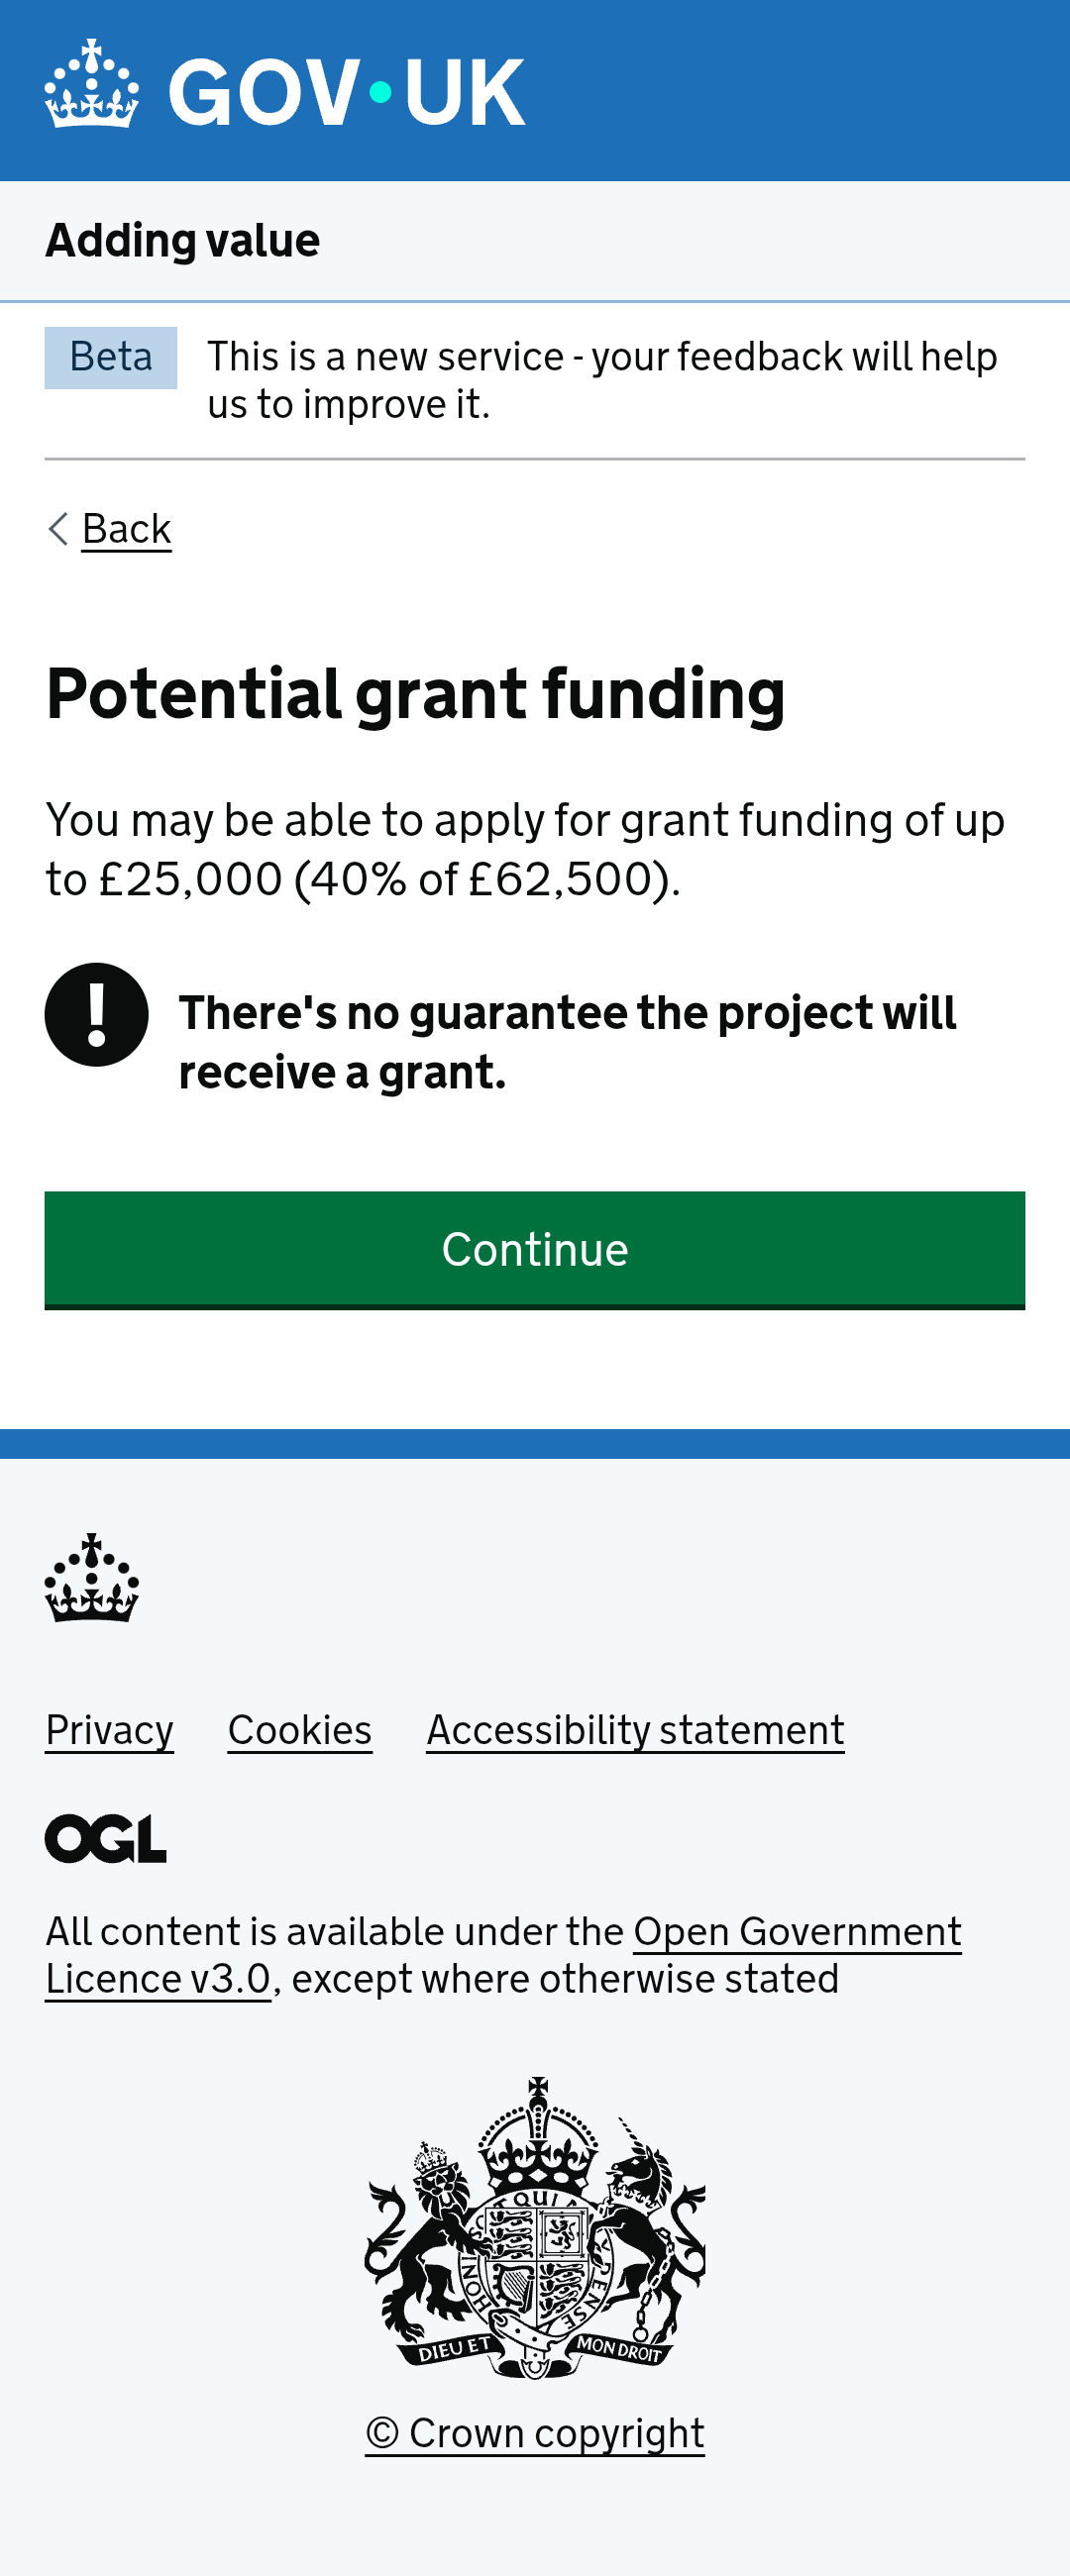 GOV·UK
Adding value
Beta
This is a new service - your feedback will help
us to improve it.
Back
Potential grant funding
You may be able to apply for grant funding of up
to £25,000 (40% of £62,500).
! There's no guarantee the project will
receive a grant.
Continue
Privacy Cookies Accessibility statement
OGL
All content is available under the Open Government
Licence v3.0, except where otherwise stated
DIEU ET MON DROIT
© Crown copyright